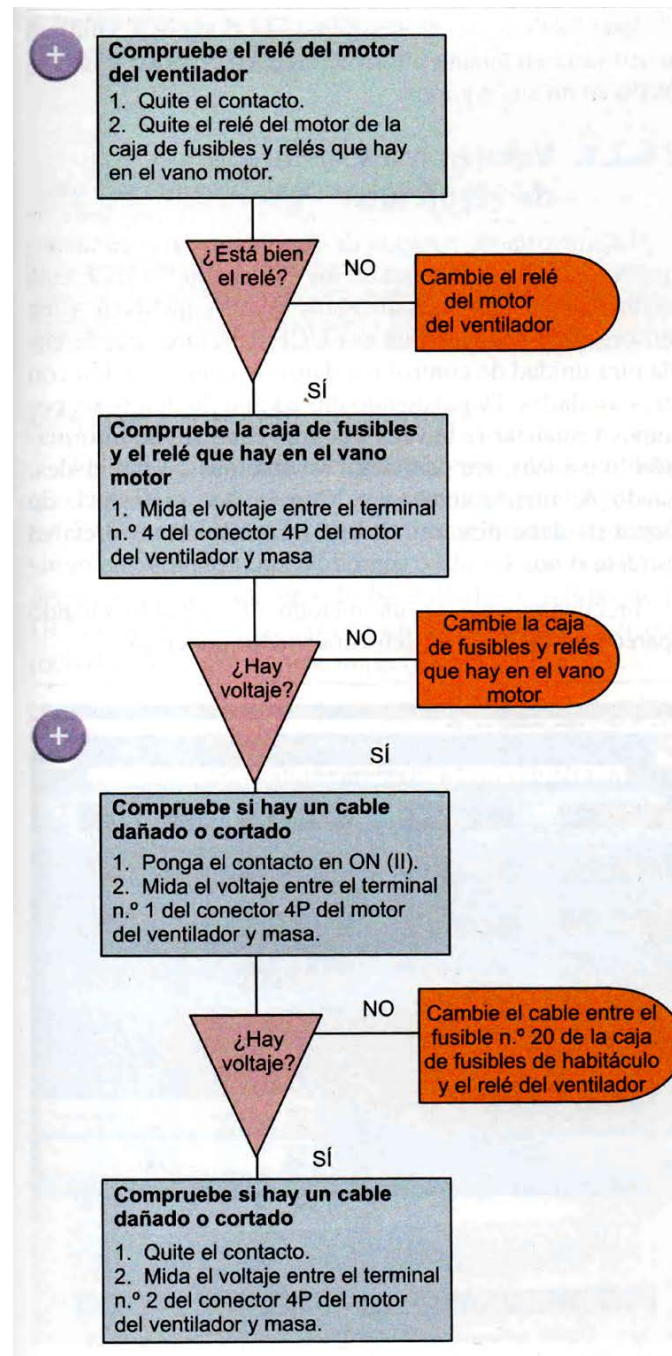 +
Compruebe el relé del motor
del ventilador
1. Quite el contacto.
2. Quite el relé del motor de la
caja de fusibles y relés que hay
en el vano motor.
¿Está bien
el relé?
NO
Cambie el relé
del motor
del ventilador
SÍ
Compruebe la caja de fusibles
y el relé que hay en el vano
motor
1. Mida el voltaje entre el terminal
n.º 4 del conector 4P del motor
del ventilador y masa.
¿Hay
voltaje?
NO
Cambie la caja
de fusibles y relés
que hay en el vano
motor
+
SÍ
Compruebe si hay un cable
dañado o cortado
1. Ponga el contacto en ON (II).
2. Mida el voltaje entre el terminal
n.º 1 del conector 4P del motor
del ventilador y masa.
¿Hay
voltaje?
NO
Cambie el cable entre el
fusible n.º 20 de la caja
de fusibles de habitáculo
y el relé del ventilador
SÍ
Compruebe si hay un cable
dañado o cortado
1. Quite el contacto.
2. Mida el voltaje entre el terminal
n.º 2 del conector 4P del motor
del ventilador y masa.